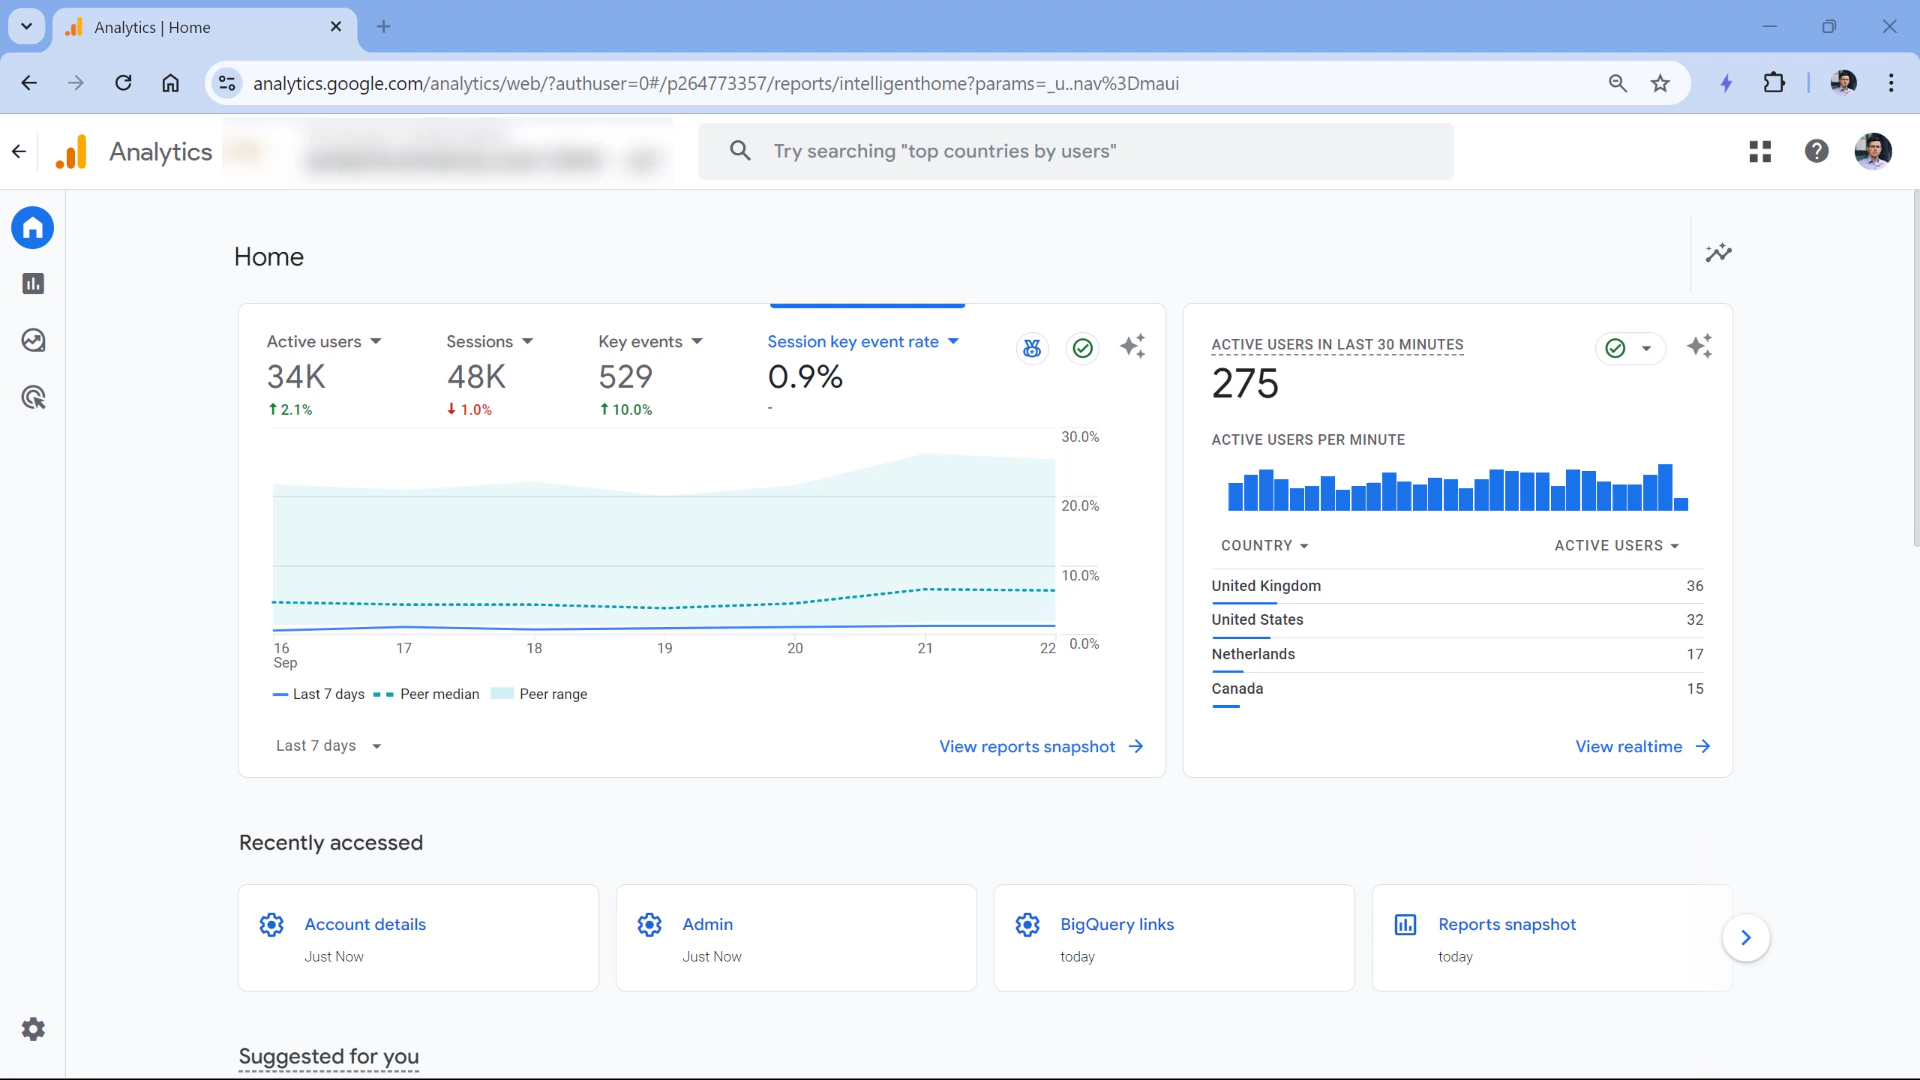 Analytics | Home
analytics.google.com/analytics/web/?authuser=0#/p264773357/reports/intelligenthome?params=_u..nav%3Dmaui
Analytics
Try searching "top countries by users"
Home
Active users
34K
2.1%
Sessions
48K
1.0%
Key events
529
10.0%
Session key event rate
0.9%
-
30.0%
20.0%
10.0%
0.0%
16 17 18 19 20 21 22
Sep
Last 7 days Peer median Peer range
Last 7 days
View reports snapshot
ACTIVE USERS IN LAST 30 MINUTES
275
ACTIVE USERS PER MINUTE
COUNTRY ACTIVE USERS
United Kingdom 36
United States 32
Netherlands 17
Canada 15
View realtime
Recently accessed
Account details
Just Now
Admin
Just Now
BigQuery links
today
Reports snapshot
today
Suggested for you